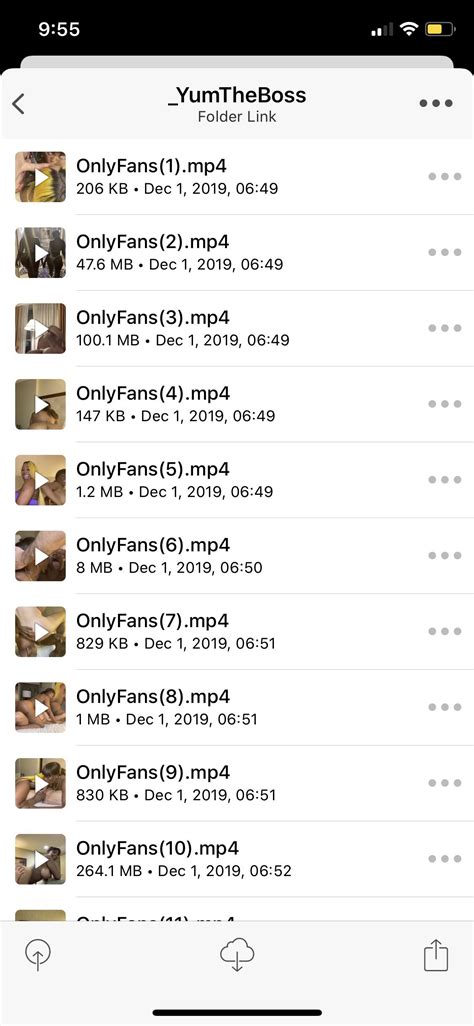 9:55
_YumTheBoss
Folder Link
OnlyFans(1).mp4
206 KB • Dec 1, 2019, 06:49
OnlyFans(2).mp4
47.6 MB • Dec 1, 2019, 06:49
OnlyFans(3).mp4
100.1 MB • Dec 1, 2019, 06:49
OnlyFans(4).mp4
147 KB • Dec 1, 2019, 06:49
OnlyFans(5).mp4
1.2 MB • Dec 1, 2019, 06:49
OnlyFans(6).mp4
8 MB • Dec 1, 2019, 06:50
OnlyFans(7).mp4
829 KB • Dec 1, 2019, 06:51
OnlyFans(8).mp4
1 MB • Dec 1, 2019, 06:51
OnlyFans(9).mp4
830 KB • Dec 1, 2019, 06:51
OnlyFans(10).mp4
264.1 MB • Dec 1, 2019, 06:52
OnlyFans(11).mp4